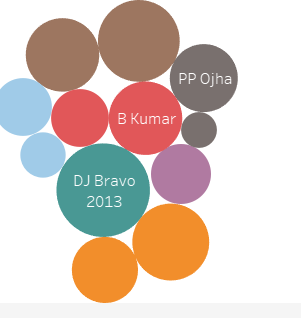 PP Ojha
B Kumar
DJ Bravo
2013